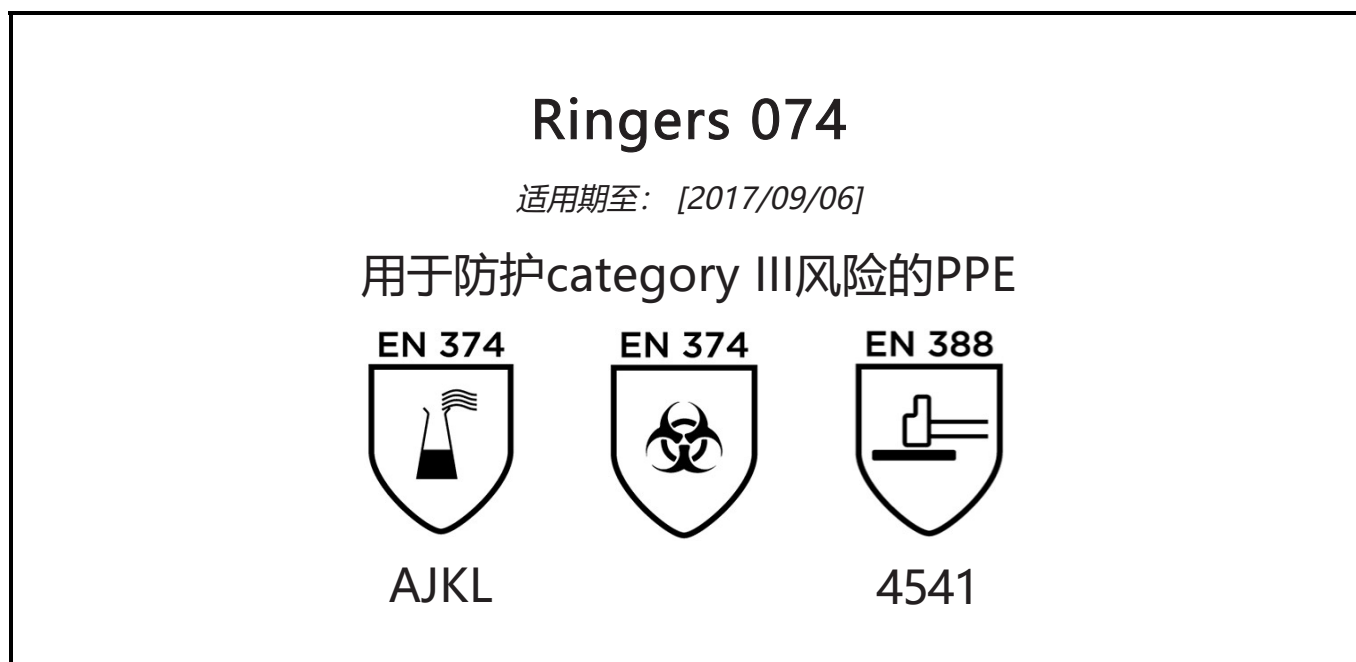 Ringers 074
适用期至： [2017/09/06]
用于防护category III风险的PPE
EN 374 EN 374 EN 388
AJKL 4541